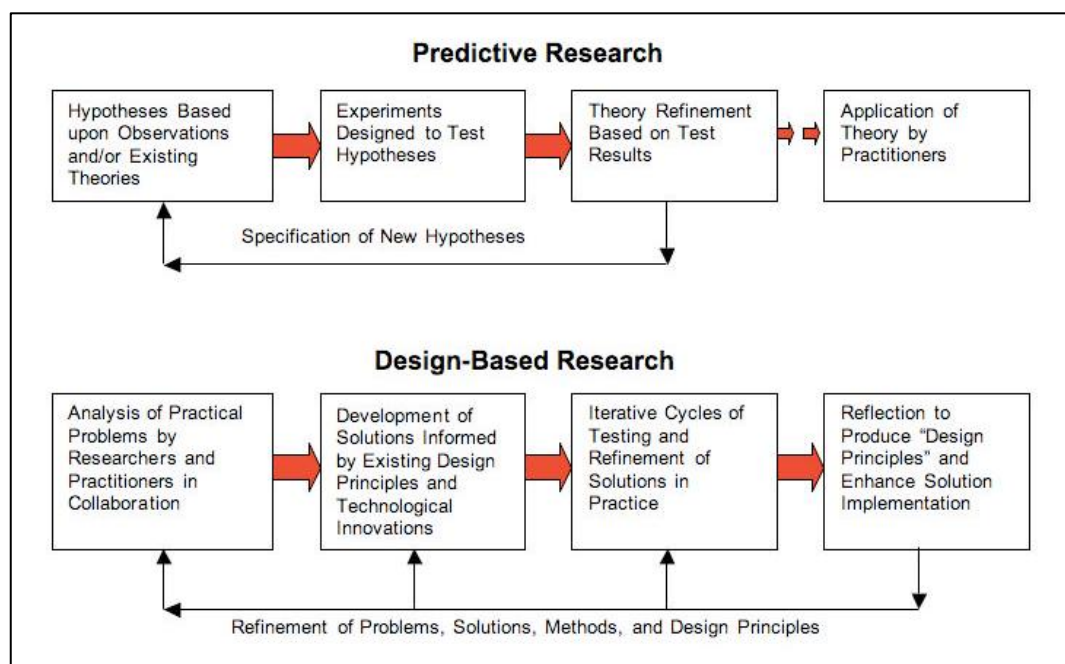 Predictive Research
Hypotheses Based
upon Observations
and/or Existing
Theories
Experiments
Designed to Test
Hypotheses
Theory Refinement
Based on Test
Results
Application of
Theory by
Practitioners
Specification of New Hypotheses
Design-Based Research
Analysis of Practical
Problems by
Researchers and
Practitioners in
Collaboration
Development of
Solutions Informed
by Existing Design
Principles and
Technological
Innovations
Iterative Cycles of
Testing and
Refinement of
Solutions in
Practice
Reflection to
Produce “Design
Principles” and
Enhance Solution
Implementation
Refinement of Problems, Solutions, Methods, and Design Principles